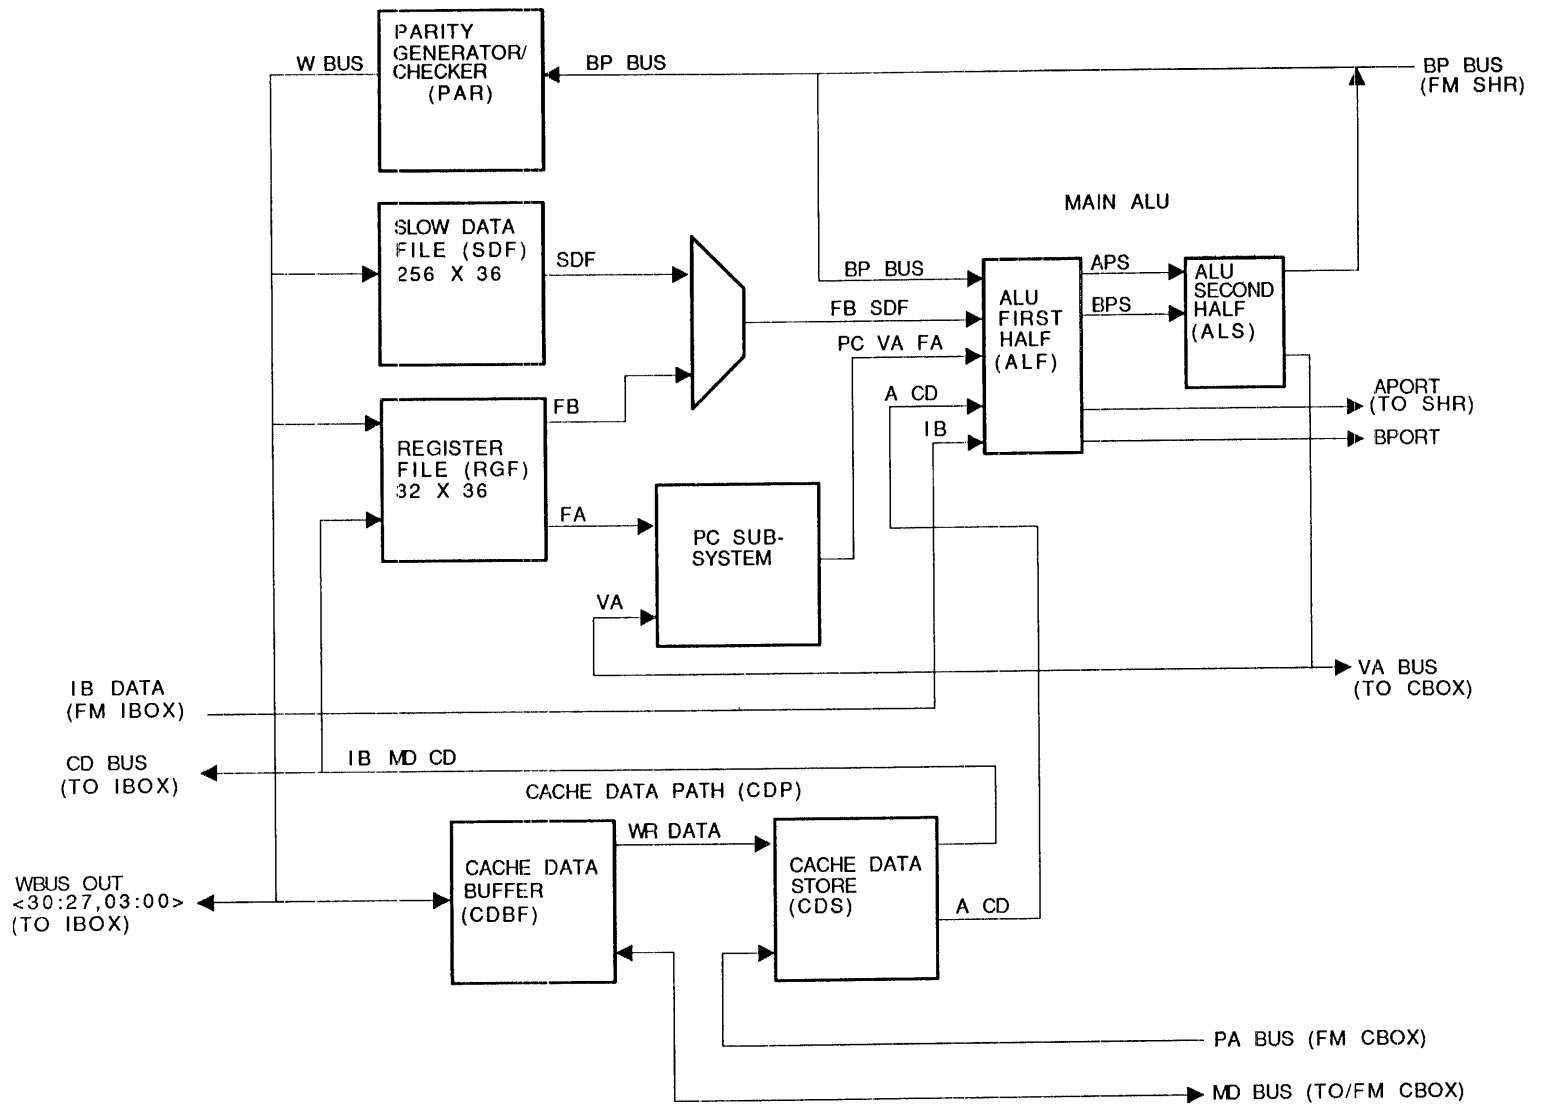 PARITY
GENERATOR/
CHECKER
(PAR)
W BUS
BP BUS
BP BUS
(FM SHR)
MAIN ALU
SLOW DATA
FILE (SDF)
256 X 36
SDF
BP BUS
FB SDF
PC VA FA
A CD
IB
ALU
FIRST
HALF
(ALF)
APS
BPS
ALU
SECOND
HALF
(ALS)
APORT
(TO SHR)
BPORT
REGISTER
FILE (RGF)
32 X 36
FB
FA
PC SUB-
SYSTEM
VA
VA BUS
(TO CBOX)
IB DATA
(FM IBOX)
CD BUS
(TO IBOX)
IB MD CD
CACHE DATA PATH (CDP)
CACHE DATA
BUFFER
(CDBF)
WR DATA
CACHE DATA
STORE
(CDS)
A CD
WBUS OUT
<30:27,03:00>
(TO IBOX)
PA BUS (FM CBOX)
MD BUS (TO/FM CBOX)